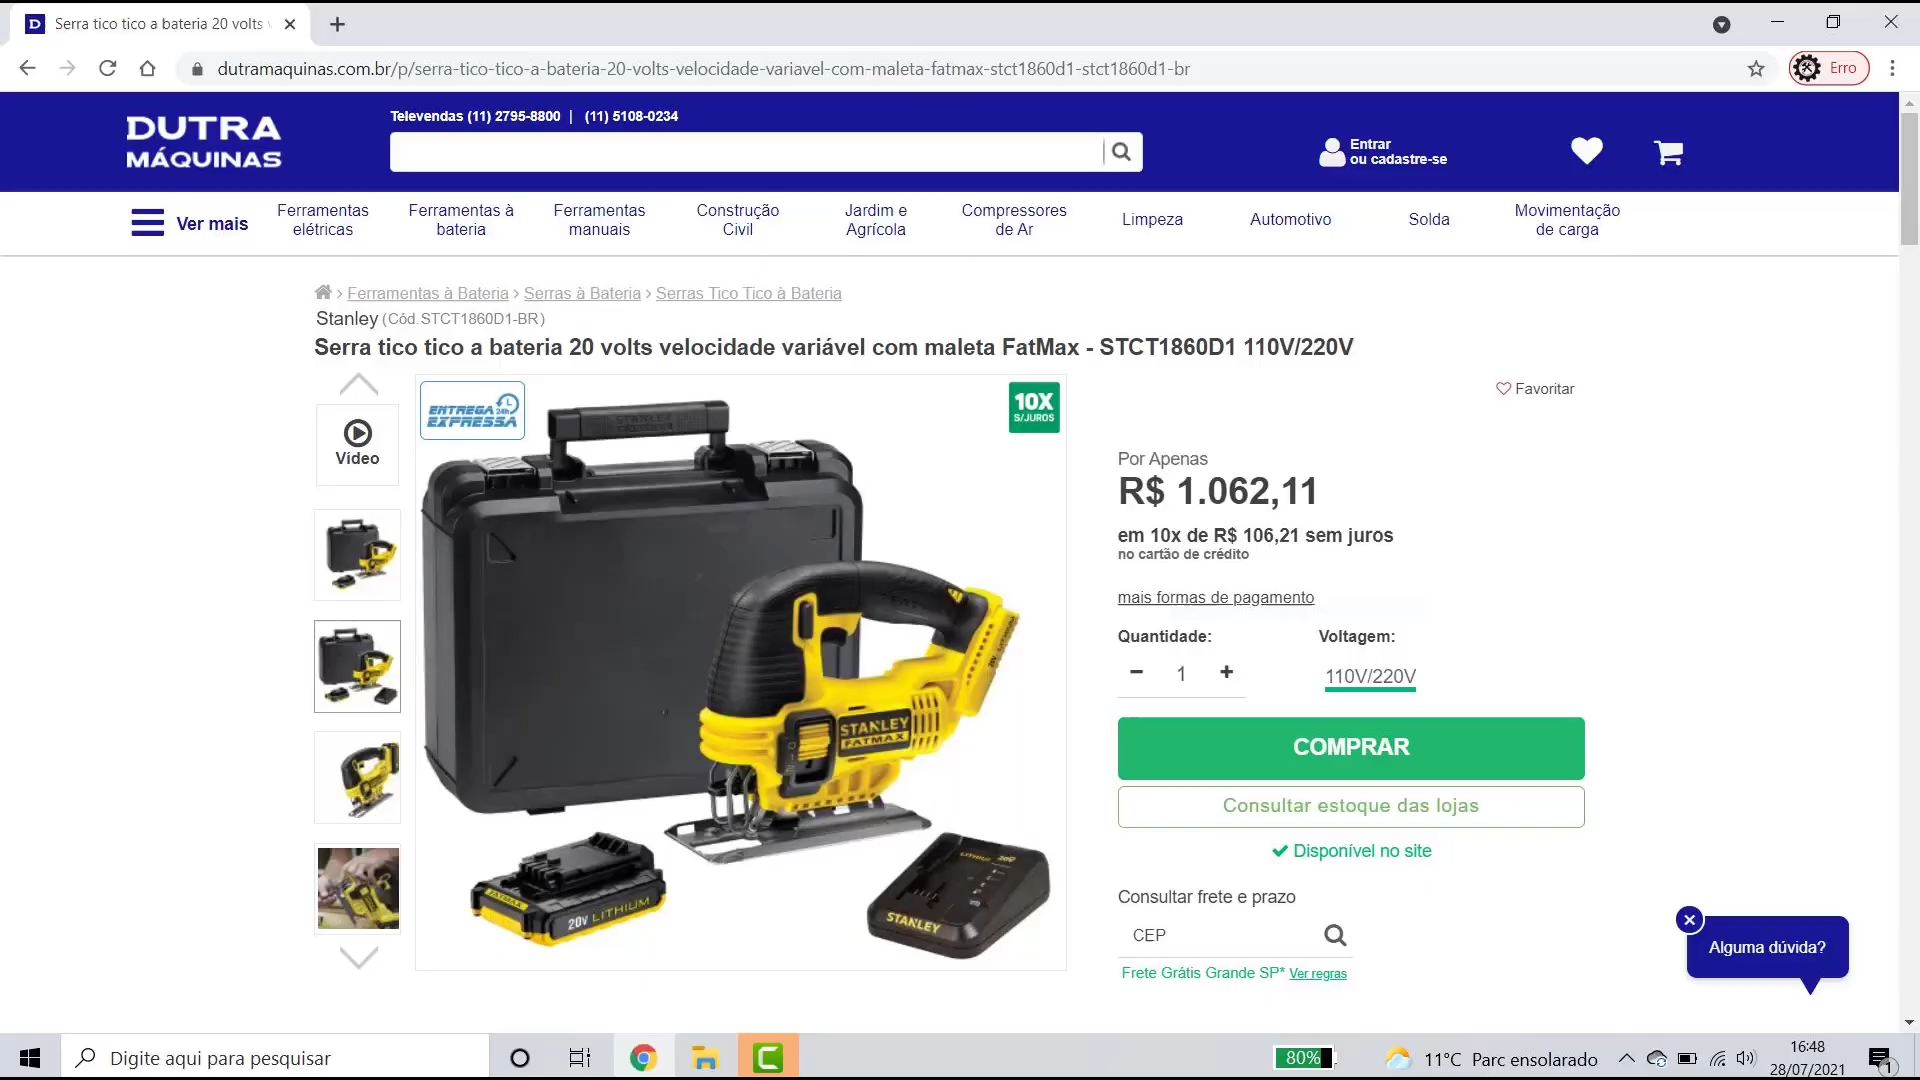 Serra tico tico a bateria 20 volts
dutramaquinas.com.br/p/serra-tico-tico-a-bateria-20-volts-velocidade-variavel-com-maleta-fatmax-stct1860d1-stct1860d1-br
Erro
DUTRA
MÁQUINAS
Televendas (11) 2795-8800 | (11) 5108-0234
Entrar
ou cadastre-se
Ver mais
Ferramentas
elétricas
Ferramentas à
bateria
Ferramentas
manuais
Construção
Civil
Jardim e
Agrícola
Compressores
de Ar
Limpeza
Automotivo
Solda
Movimentação
de carga
› Ferramentas à Bateria › Serras à Bateria › Serras Tico Tico à Bateria
Stanley (Cód.STCT1860D1-BR)
Serra tico tico a bateria 20 volts velocidade variável com maleta FatMax - STCT1860D1 110V/220V
Favoritar
Vídeo
ENTREGA 24h
EXPRESSA
10X
S/JUROS
STANLEY
FATMAX
FATMAX
20V LITHIUM
LITHIUM 20V
STANLEY
Por Apenas
R$ 1.062,11
em 10x de R$ 106,21 sem juros
no cartão de crédito
mais formas de pagamento
Quantidade:
Voltagem:
− 1 +
110V/220V
COMPRAR
Consultar estoque das lojas
Disponível no site
Consultar frete e prazo
CEP
Frete Grátis Grande SP* Ver regras
Alguma dúvida?
Digite aqui para pesquisar
80%
11°C Parc ensolarado
16:48
28/07/2021
1